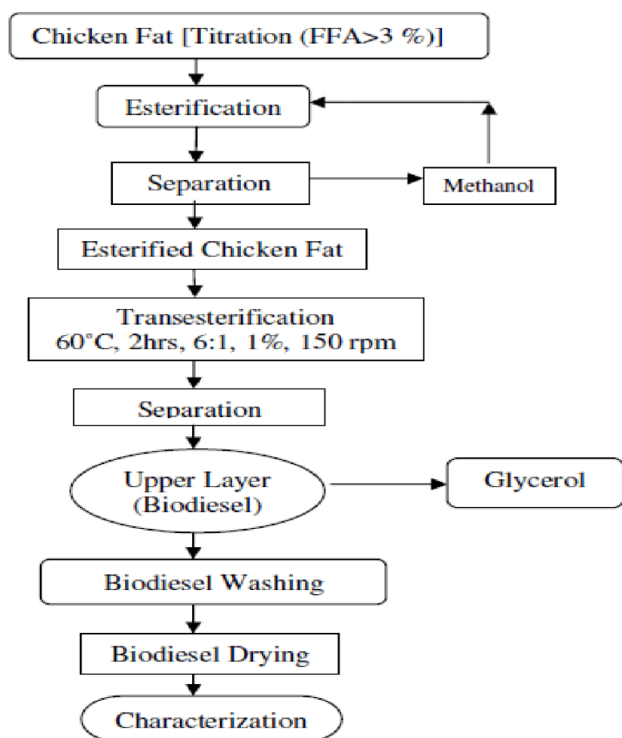 Chicken Fat [Titration (FFA>3 %)]
Esterification
Separation
Methanol
Esterified Chicken Fat
Transesterification
60˚C, 2hrs, 6:1, 1%, 150 rpm
Separation
Upper Layer
(Biodiesel)
Glycerol
Biodiesel Washing
Biodiesel Drying
Characterization